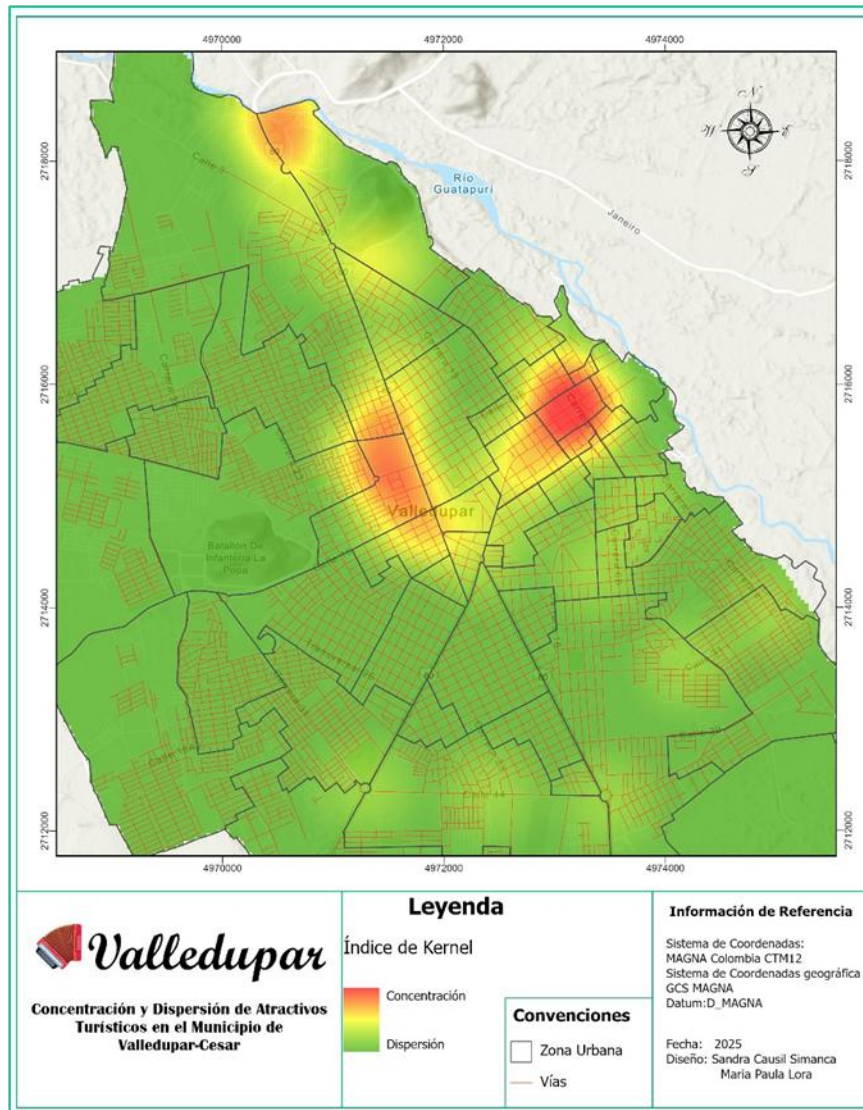 4970000
4972000
4974000
2718000
2718000
Calle 5
Río
Guatapurí
Janeiro
2716000
2716000
Valledupar
Batallón De
Infantería La
Popa
2714000
2714000
2712000
2712000
4970000
4972000
4974000
Valledupar
Concentración y Dispersión de Atractivos
Turísticos en el Municipio de
Valledupar-Cesar
Leyenda
Índice de Kernel
Concentración
Dispersión
Convenciones
Zona Urbana
Vías
Información de Referencia
Sistema de Coordenadas:
MAGNA Colombia CTM12
Sistema de Coordenadas geográfica
GCS MAGNA
Datum:D_MAGNA
Fecha: 2025
Diseño: Sandra Causil Simanca
Maria Paula Lora